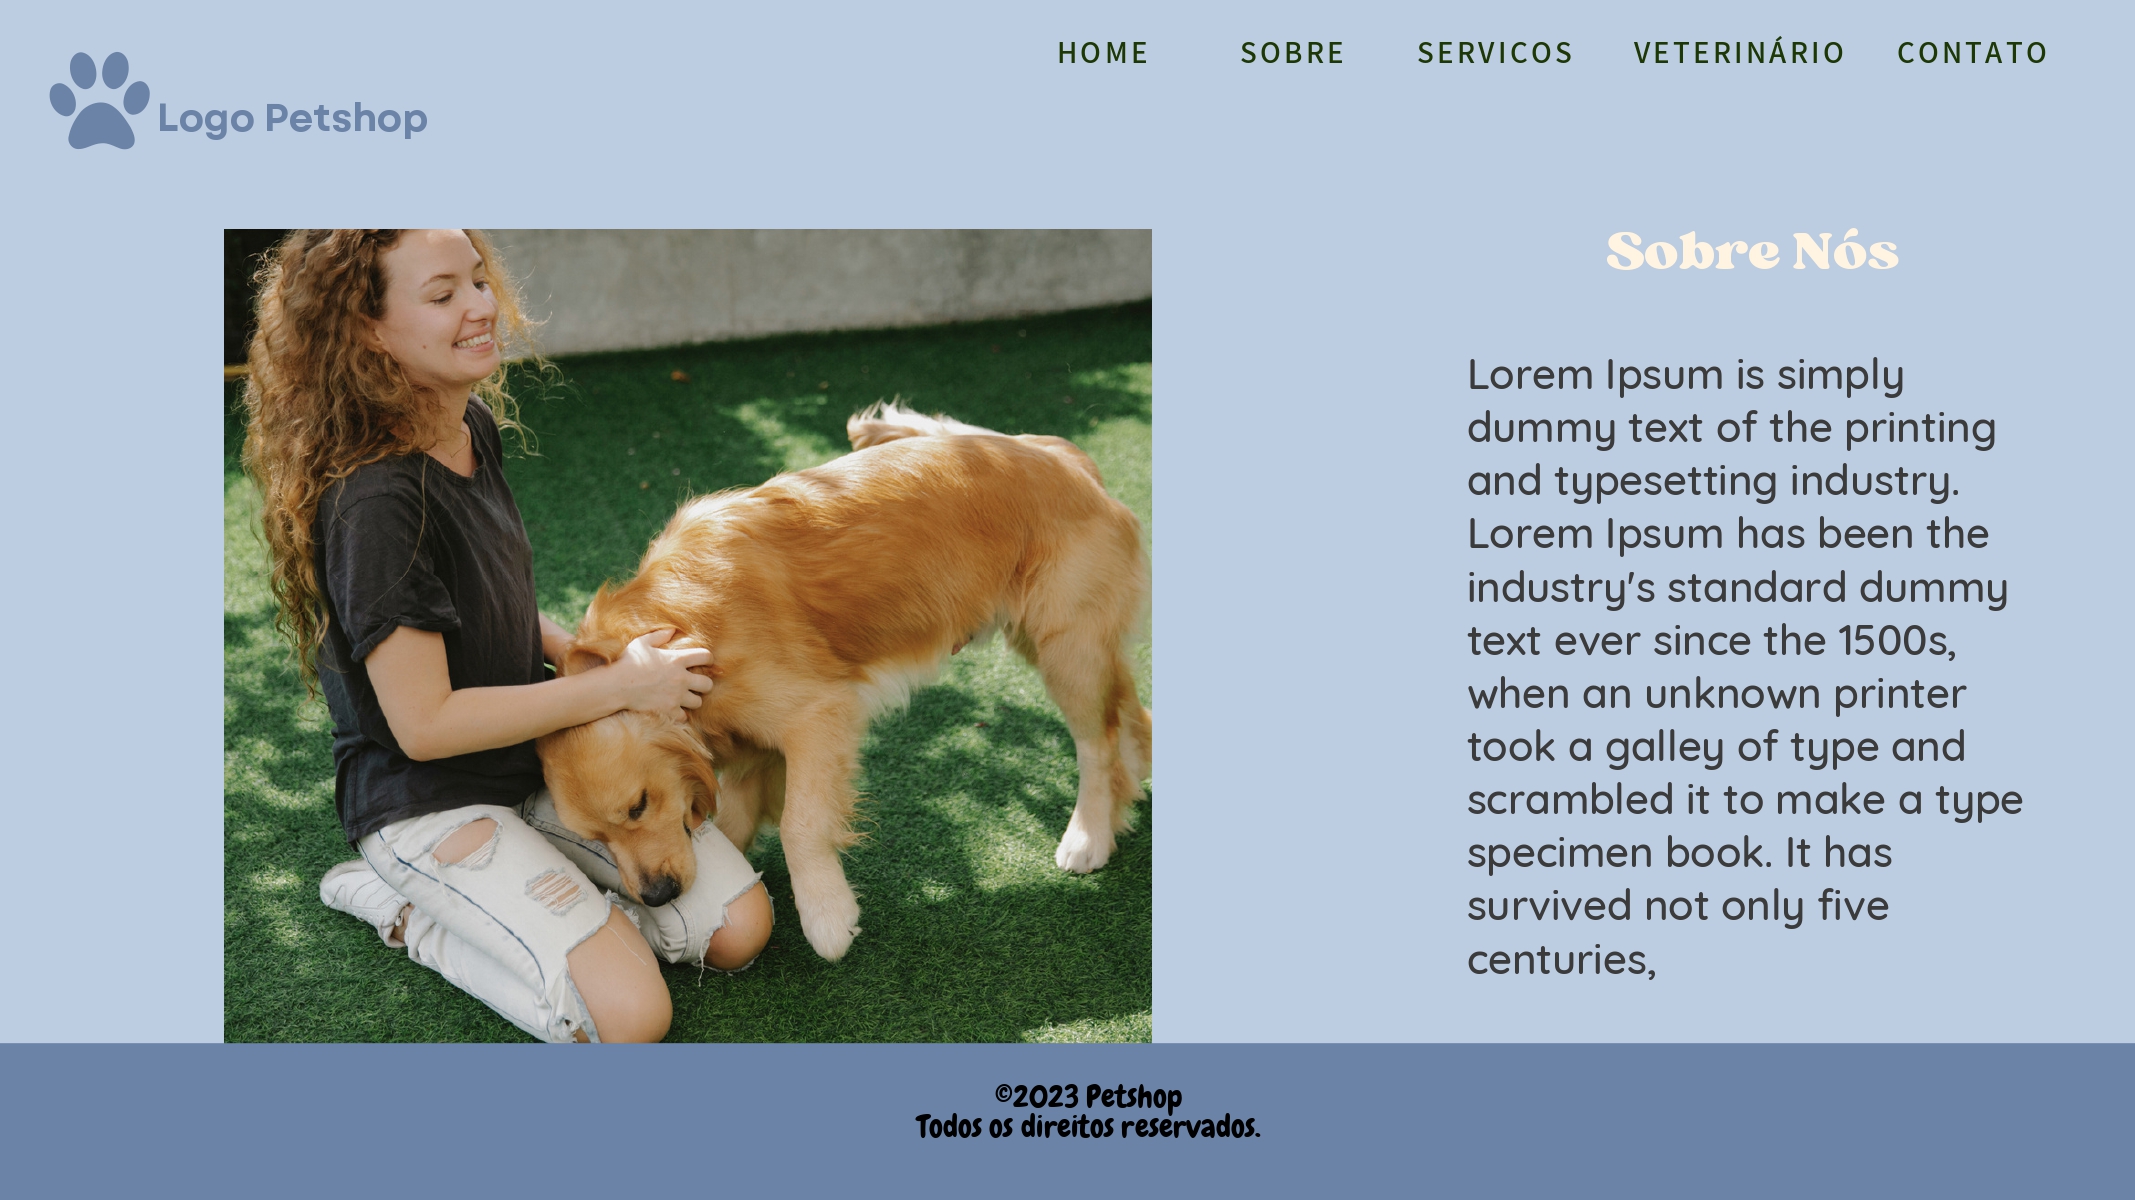 HOME SOBRE SERVICOS VETERINÁRIO CONTATO
Logo Petshop
Sobre Nós
Lorem Ipsum is simply
dummy text of the printing
and typesetting industry.
Lorem Ipsum has been the
industry's standard dummy
text ever since the 1500s,
when an unknown printer
took a galley of type and
scrambled it to make a type
specimen book. It has
survived not only five
centuries,
©2023 Petshop
Todos os direitos reservados.